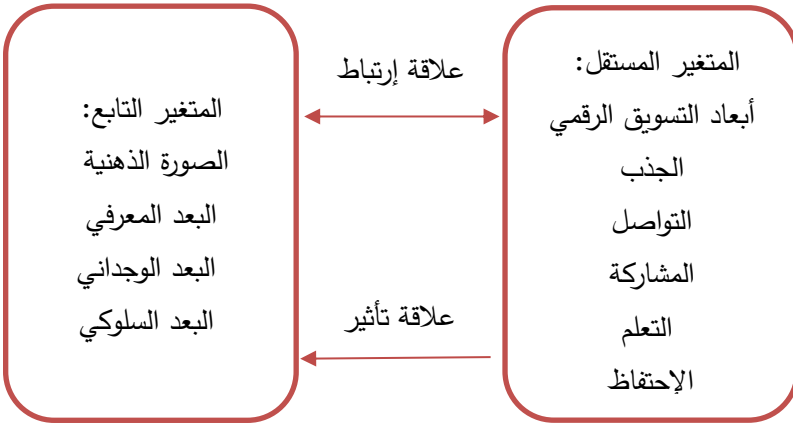 المتغير المستقل:
أبعاد التسويق الرقمي
الجذب
التواصل
المشاركة
التعلم
الإحتفاظ
علاقة إرتباط
علاقة تأثير
المتغير التابع:
الصورة الذهنية
البعد المعرفي
البعد الوجداني
البعد السلوكي